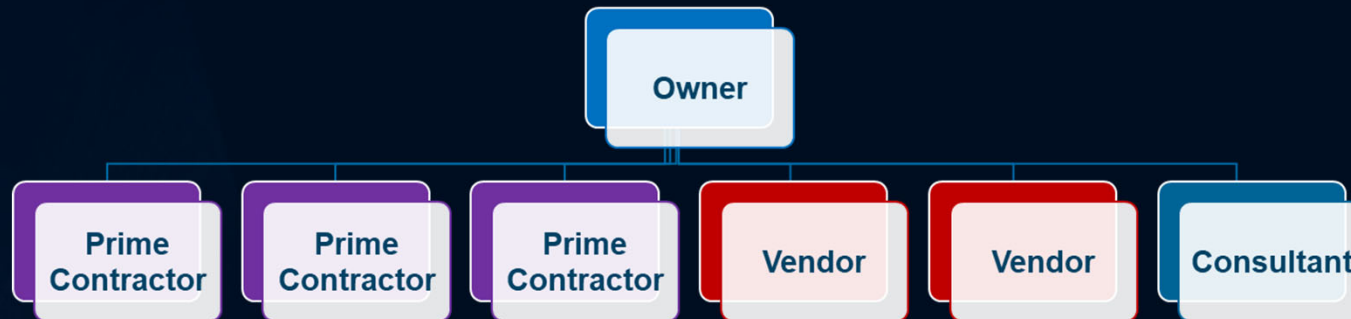 Owner
Prime
Contractor
Prime
Contractor
Prime
Contractor
Vendor
Vendor
Consultant